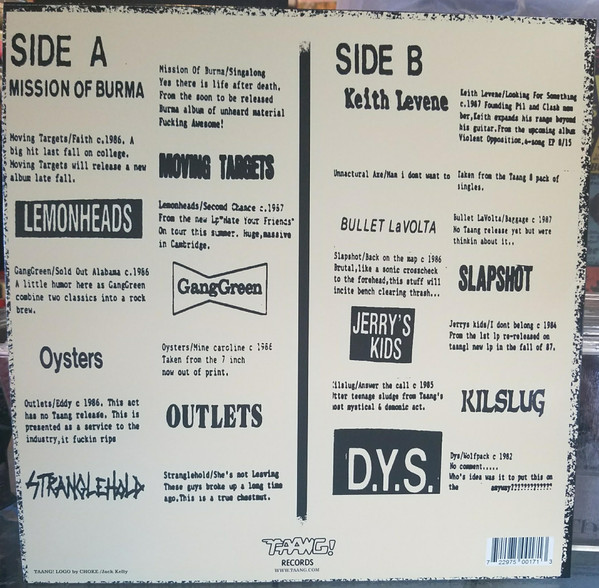 SIDE A
MISSION OF BURMA
Mission Of Burma/Singalong
Yes there is life after death.
From the soon to be released
Burma album of unheard material
Fucking Awesome!
Moving Targets/Faith c.1986. A
big hit last fall on college.
Moving Targets will release a new
album late fall.
MOVING TARGETS
LEMONHEADS
Lemonheads/Second Chance c.1987
From the new Lp"Hate Your Friends"
On tour this summer. Huge,massive
in Cambridge.
GangGreen/Sold Out Alabama c.1986
A little humor here as GangGreen
combine two classics into a rock
brew.
GangGreen
Oysters
Oysters/Mine caroline c 1986
Taken from the 7 inch
now out of print.
Outlets/Eddy c 1986. This act
has no Taang release. This is
presented as a service to the
industry,it fuckin rips
OUTLETS
STRANGLEHOLD
Stranglehold/She's not Leaving
These guys broke up a long time
ago.This is a true chestnut.
SIDE B
Keith Levene
Keith Levene/Looking For Something
c.1987 Founding Pil and Clash mem
ber,Keith expands his range beyond
his guitar.From the upcoming album
Violent Opposition,4-song EP 8/15
Unnactural Axe/Man i dont want to
Taken from the Taang 8 pack of
singles.
BULLET LaVOLTA
Bullet LaVolta/Baggage c 1987
No Taang release yet but were
thinkin about it..
Slapshot/Back on the map c 1986
Brutal,like a sonic croscheck
to the forehead,this stuff will
incite bench clearing thrash...
SLAPSHOT
JERRY'S
KIDS
Jerrys kids/I dont belong c 1984
From the 1st lp re-released on
taang! new lp in the fall of 87.
Kilslug/Answer the call c 1985
Utter teenage sludge from Taang's
most mystical & demonic act.
KILSLUG
D.Y.S.
Dys/Wolfpack c 1982
No comment.....
Who's idea was it to put this on
the anyway?????????????
TAANG!
RECORDS
WWW.TAANG.COM
TAANG! LOGO by CHOKE/Jack Kelly
7 22975 00171 3